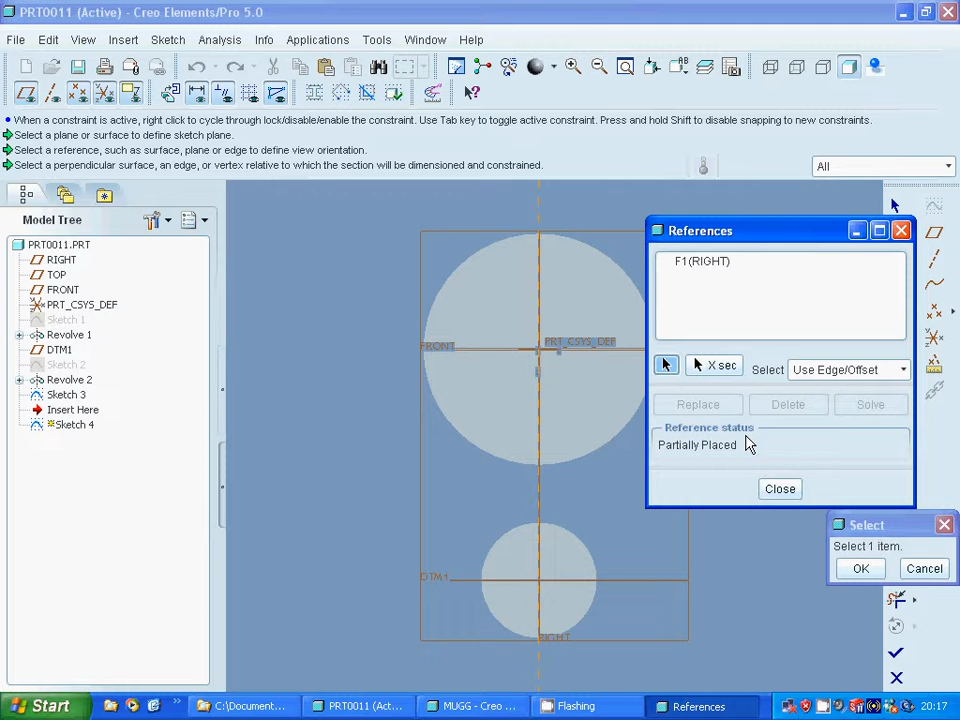 PRT0011 (Active) - Creo Elements/Pro 5.0
File Edit View Insert Sketch Analysis Info Applications Tools Window Help
When a constraint is active, right click to cycle through lock/disable/enable the constraint. Use Tab key to toggle active constraint. Press and hold Shift to disable snapping to new constraints.
Select a plane or surface to define sketch plane.
Select a reference, such as surface, plane or edge to define view orientation.
Select a perpendicular surface, an edge, or vertex relative to which the section will be dimensioned and constrained.
All
Model Tree
PRT0011.PRT
RIGHT
TOP
FRONT
PRT_CSYS_DEF
Sketch 1
Revolve 1
DTM1
Sketch 2
Revolve 2
Sketch 3
Insert Here
Sketch 4
FRONT
PRT_CSYS_DEF
DTM1
RIGHT
References
F1(RIGHT)
X sec
Select
Use Edge/Offset
Replace
Delete
Solve
Reference status
Partially Placed
Close
Select
Select 1 item.
OK
Cancel
Start
C:\Document...
PRT0011 (Act...
MUGG - Creo ...
Flashing
References
20:17